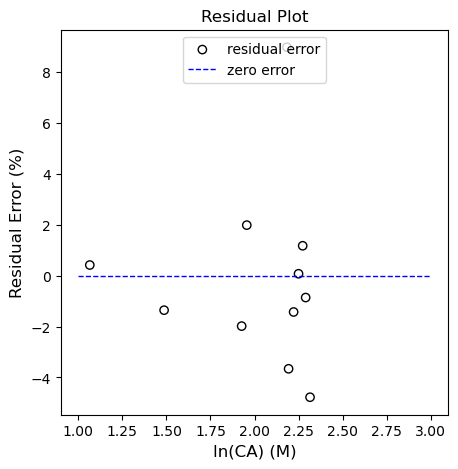 Residual Plot
residual error
zero error
Residual Error (%)
8
6
4
2
0
−2
−4
1.00 1.25 1.50 1.75 2.00 2.25 2.50 2.75 3.00
ln(CA) (M)